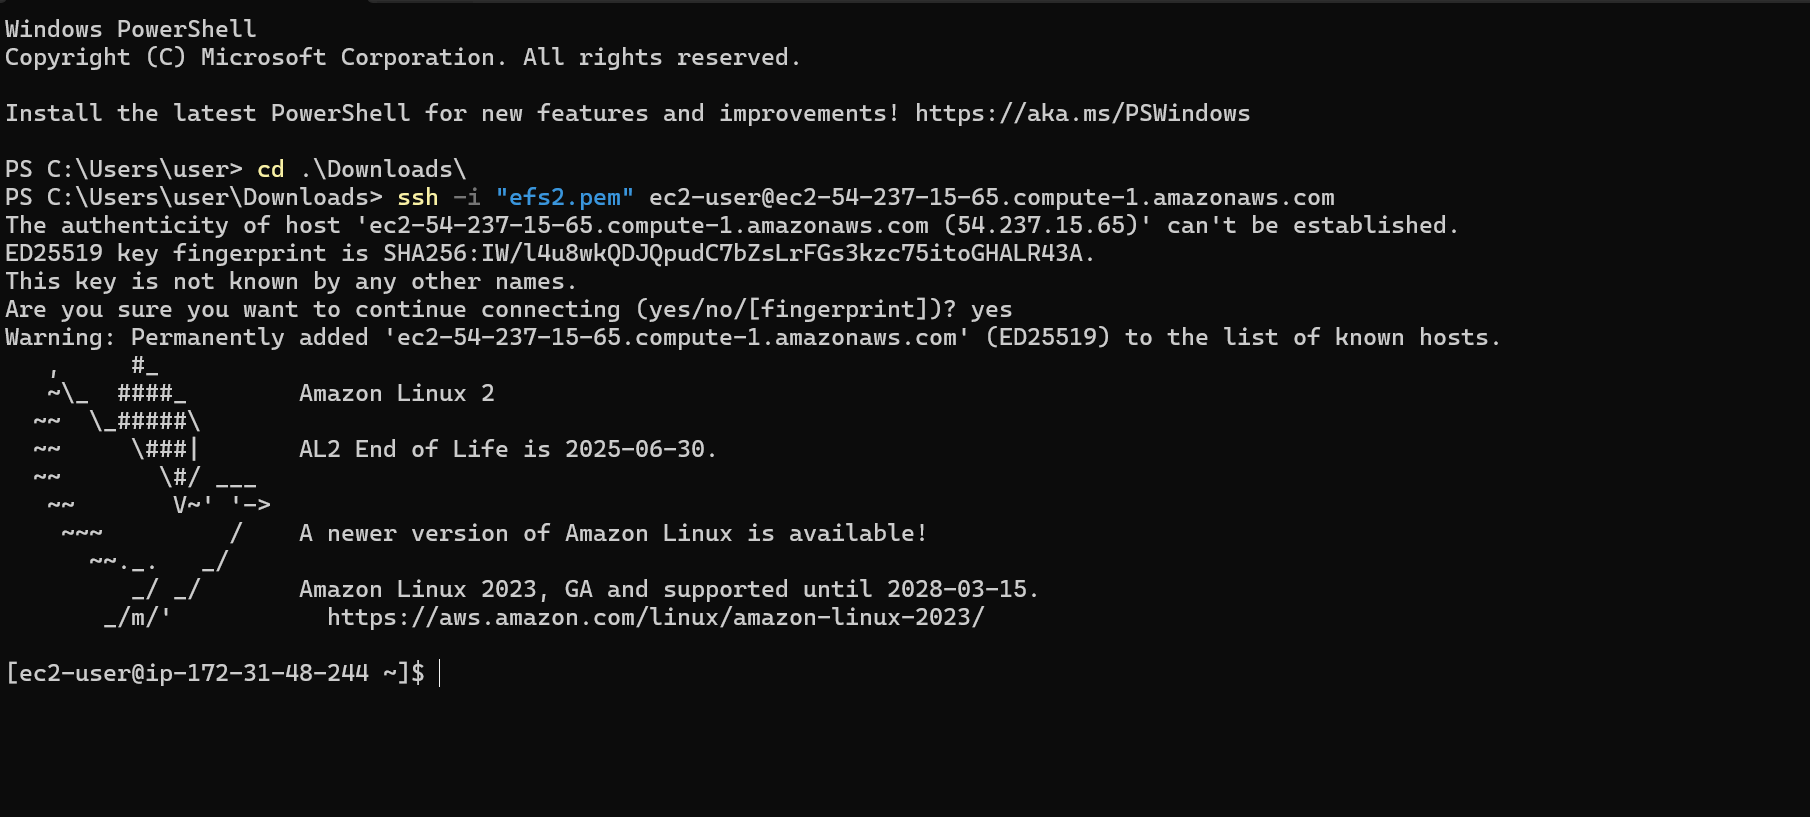 Windows PowerShell
Copyright (C) Microsoft Corporation. All rights reserved.

Install the latest PowerShell for new features and improvements! https://aka.ms/PSWindows

PS C:\Users\user> cd .\Downloads\
PS C:\Users\user\Downloads> ssh -i "efs2.pem" ec2-user@ec2-54-237-15-65.compute-1.amazonaws.com
The authenticity of host 'ec2-54-237-15-65.compute-1.amazonaws.com (54.237.15.65)' can't be established.
ED25519 key fingerprint is SHA256:IW/l4u8wkQDJQpudC7bZsLrFGs3kzc75itoGHALR43A.
This key is not known by any other names.
Are you sure you want to continue connecting (yes/no/[fingerprint])? yes
Warning: Permanently added 'ec2-54-237-15-65.compute-1.amazonaws.com' (ED25519) to the list of known hosts.
   ,     #_
   ~\_  ####_        Amazon Linux 2
  ~~  \_#####\
  ~~     \###|       AL2 End of Life is 2025-06-30.
  ~~       \#/ ___
   ~~       V~' '->
    ~~~         /    A newer version of Amazon Linux is available!
      ~~._.   _/
         _/ _/       Amazon Linux 2023, GA and supported until 2028-03-15.
       _/m/'           https://aws.amazon.com/linux/amazon-linux-2023/

[ec2-user@ip-172-31-48-244 ~]$